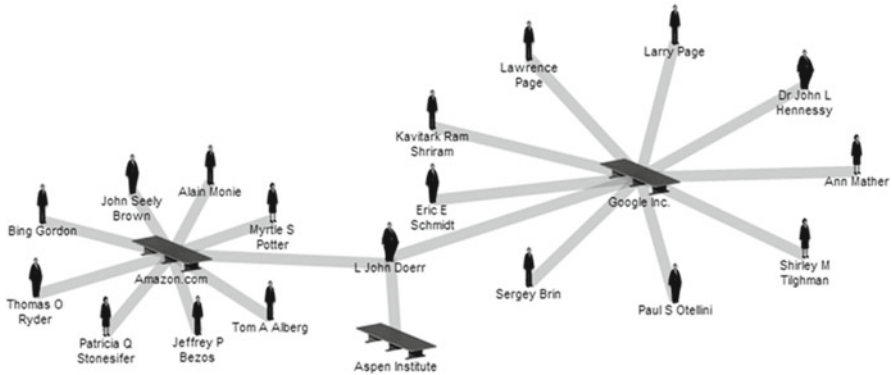 Lawrence
Page
Larry Page
Dr John L
Hennessy
Kavitark Ram
Shriram
Ann Mather
Google Inc.
Eric E
Schmidt
John Seely
Brown
Alain Monie
Bing Gordon
Myrtle S
Potter
L John Doerr
Shirley M
Tilghman
Amazon.com
Sergey Brin
Paul S Otellini
Thomas O
Ryder
Patricia Q
Stonesifer
Jeffrey P
Bezos
Tom A Alberg
Aspen Institute